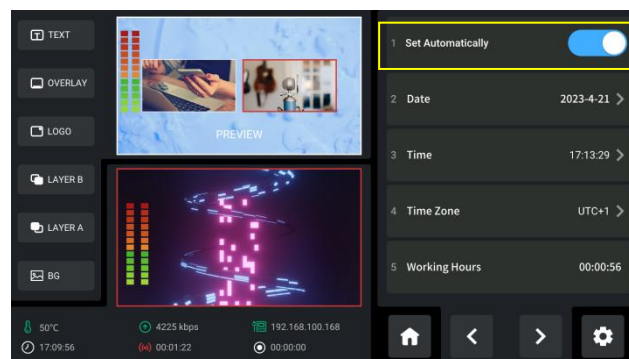 TEXT
OVERLAY
LOGO
LAYER B
LAYER A
BG
PREVIEW
50°C
4225 kbps
192.168.100.168
17:09:56
00:01:22
00:00:00
1 Set Automatically
2 Date 2023-4-21 >
3 Time 17:13:29 >
4 Time Zone UTC+1 >
5 Working Hours 00:00:56